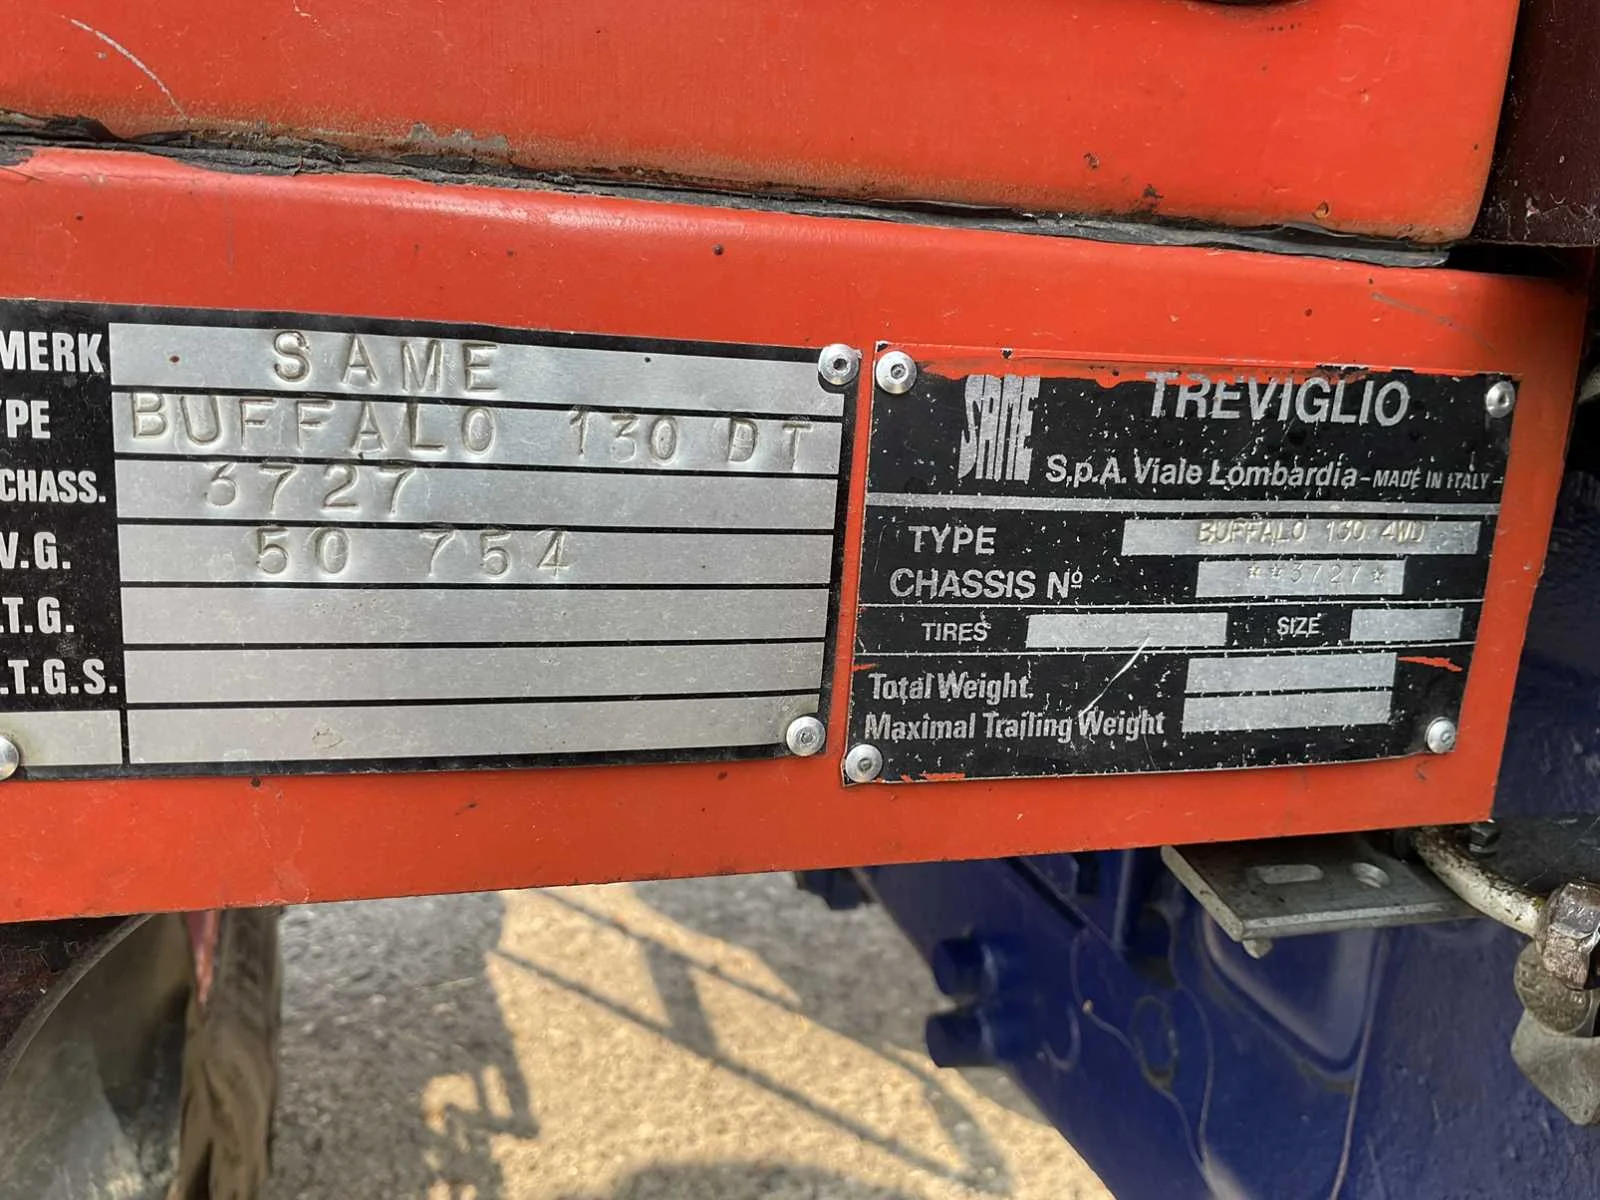 MERK SAME
YPE BUFFALO 130 DT
CHASS. 3727
V.G. 50 754
.T.G.
.T.G.S.
SAME TREVIGLIO
S.p.A. Viale Lombardia - MADE IN ITALY -
TYPE BUFFALO 130 4WD
CHASSIS Nº **3727*
TIRES SIZE
Total Weight
Maximal Trailing Weight